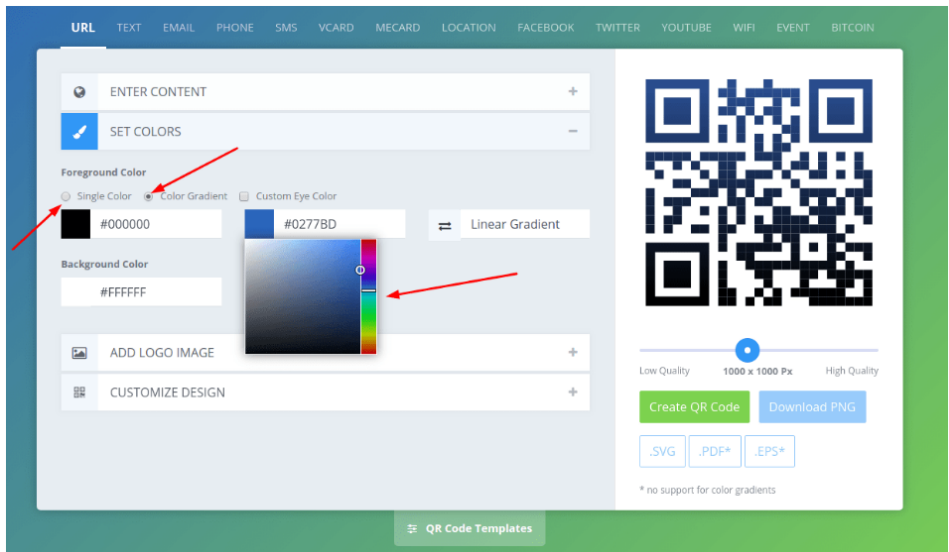 URL TEXT EMAIL PHONE SMS VCARD MECARD LOCATION FACEBOOK TWITTER YOUTUBE WIFI EVENT BITCOIN
ENTER CONTENT +
SET COLORS −
Foreground Color
Single Color Color Gradient Custom Eye Color
#000000 #0277BD Linear Gradient
Background Color
#FFFFFF
ADD LOGO IMAGE +
CUSTOMIZE DESIGN +
Low Quality 1000 x 1000 Px High Quality
Create QR Code Download PNG
.SVG .PDF* .EPS*
* no support for color gradients
QR Code Templates